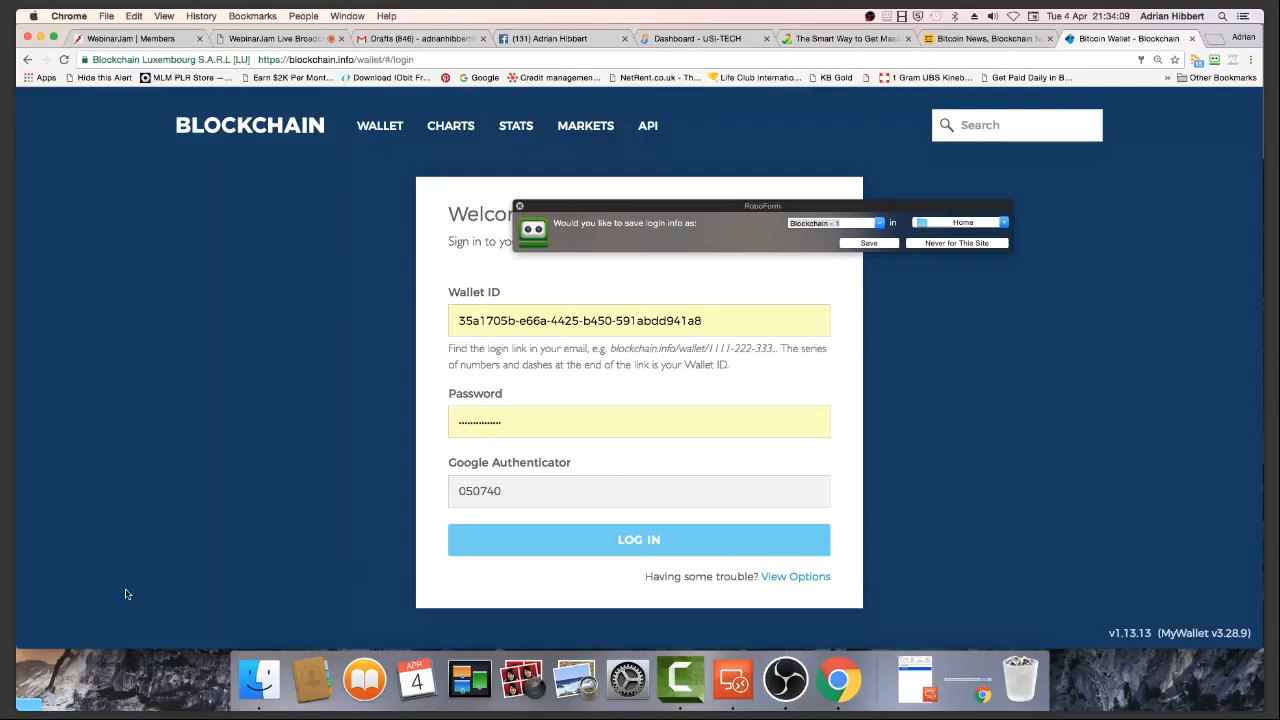 Chrome File Edit View History Bookmarks People Window Help Tue 4 Apr 21:34:09 Adrian Hibbert
WebinarJam | Members WebinarJam Live Broadc Drafts (846) - adrianhibbert (131) Adrian Hibbert Dashboard - USI-TECH The Smart Way to Get Mass Bitcoin News, Blockchain N Bitcoin Wallet - Blockchain Adrian
Blockchain Luxembourg S.A.R.L [LU] https://blockchain.info/wallet/#/login
Apps Hide this Alert MLM PLR Store —... Earn $2K Per Mont... Download IObit Fr... Google Credit managemen... NetRent.co.uk - Th... Life Club Internatio... KB Gold 1 Gram UBS Kineb... Get Paid Daily in B... » Other Bookmarks
BLOCKCHAIN WALLET CHARTS STATS MARKETS API Search
RoboForm
Would you like to save login info as: Blockchain - 1 in Home
Save Never for This Site
Welco
Sign in to yo
Wallet ID
35a1705b-e66a-4425-b450-591abdd941a8
Find the login link in your email, e.g. blockchain.info/wallet/1111-222-333... The series
of numbers and dashes at the end of the link is your Wallet ID.
Password
Google Authenticator
050740
LOG IN
Having some trouble? View Options
v1.13.13 (MyWallet v3.28.9)
APR
4